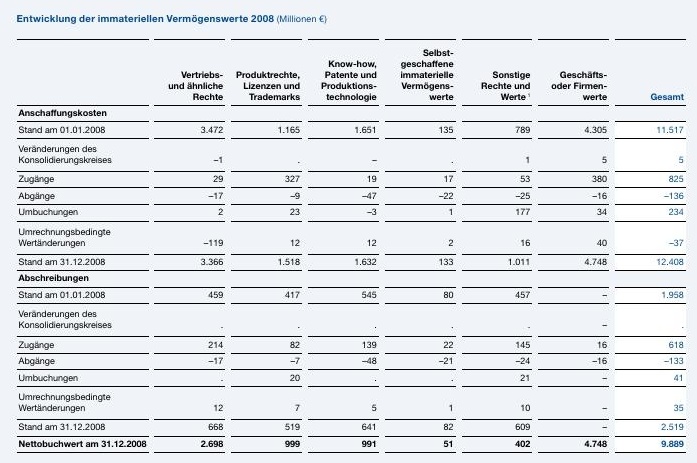 Entwicklung der immateriellen Vermögenswerte 2008 (Millionen €)
Vertriebs- und ähnliche Rechte Produktrechte, Lizenzen und Trademarks Know-how, Patente und Produktions- technologie Selbst- geschaffene immaterielle Vermögens- werte Sonstige Rechte und Werte ¹ Geschäfts- oder Firmen- werte Gesamt
Anschaffungskosten
Stand am 01.01.2008 3.472 1.165 1.651 135 789 4.305 11.517
Veränderungen des
Konsolidierungskreises –1 . – . 1 5 5
Zugänge 29 327 19 17 53 380 825
Abgänge –17 –9 –47 –22 –25 –16 –136
Umbuchungen 2 23 –3 1 177 34 234
Umrechnungsbedingte
Wertänderungen –119 12 12 2 16 40 –37
Stand am 31.12.2008 3.366 1.518 1.632 133 1.011 4.748 12.408
Abschreibungen
Stand am 01.01.2008 459 417 545 80 457 – 1.958
Veränderungen des
Konsolidierungskreises . . . . . – .
Zugänge 214 82 139 22 145 16 618
Abgänge –17 –7 –48 –21 –24 –16 –133
Umbuchungen . 20 . . 21 – 41
Umrechnungsbedingte
Wertänderungen 12 7 5 1 10 – 35
Stand am 31.12.2008 668 519 641 82 609 – 2.519
Nettobuchwert am 31.12.2008 2.698 999 991 51 402 4.748 9.889